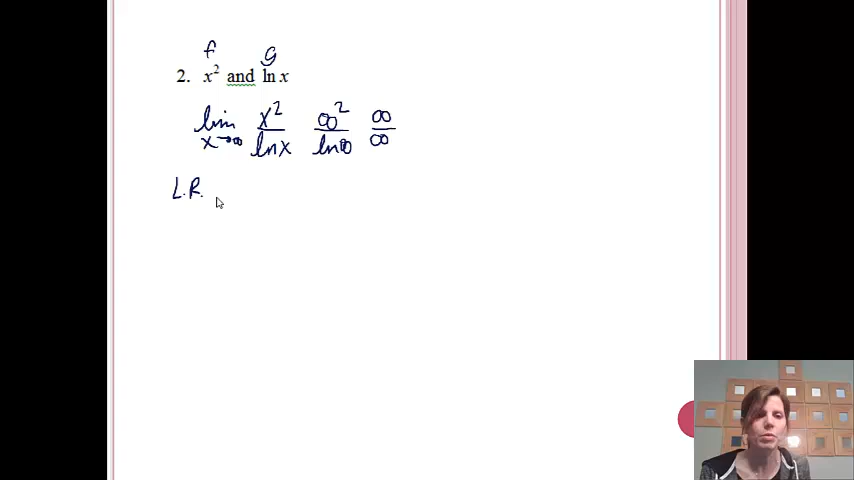 f g
2. x² and ln x
lim x→∞ x²/ln x ∞²/ln ∞ ∞/∞
L.R.